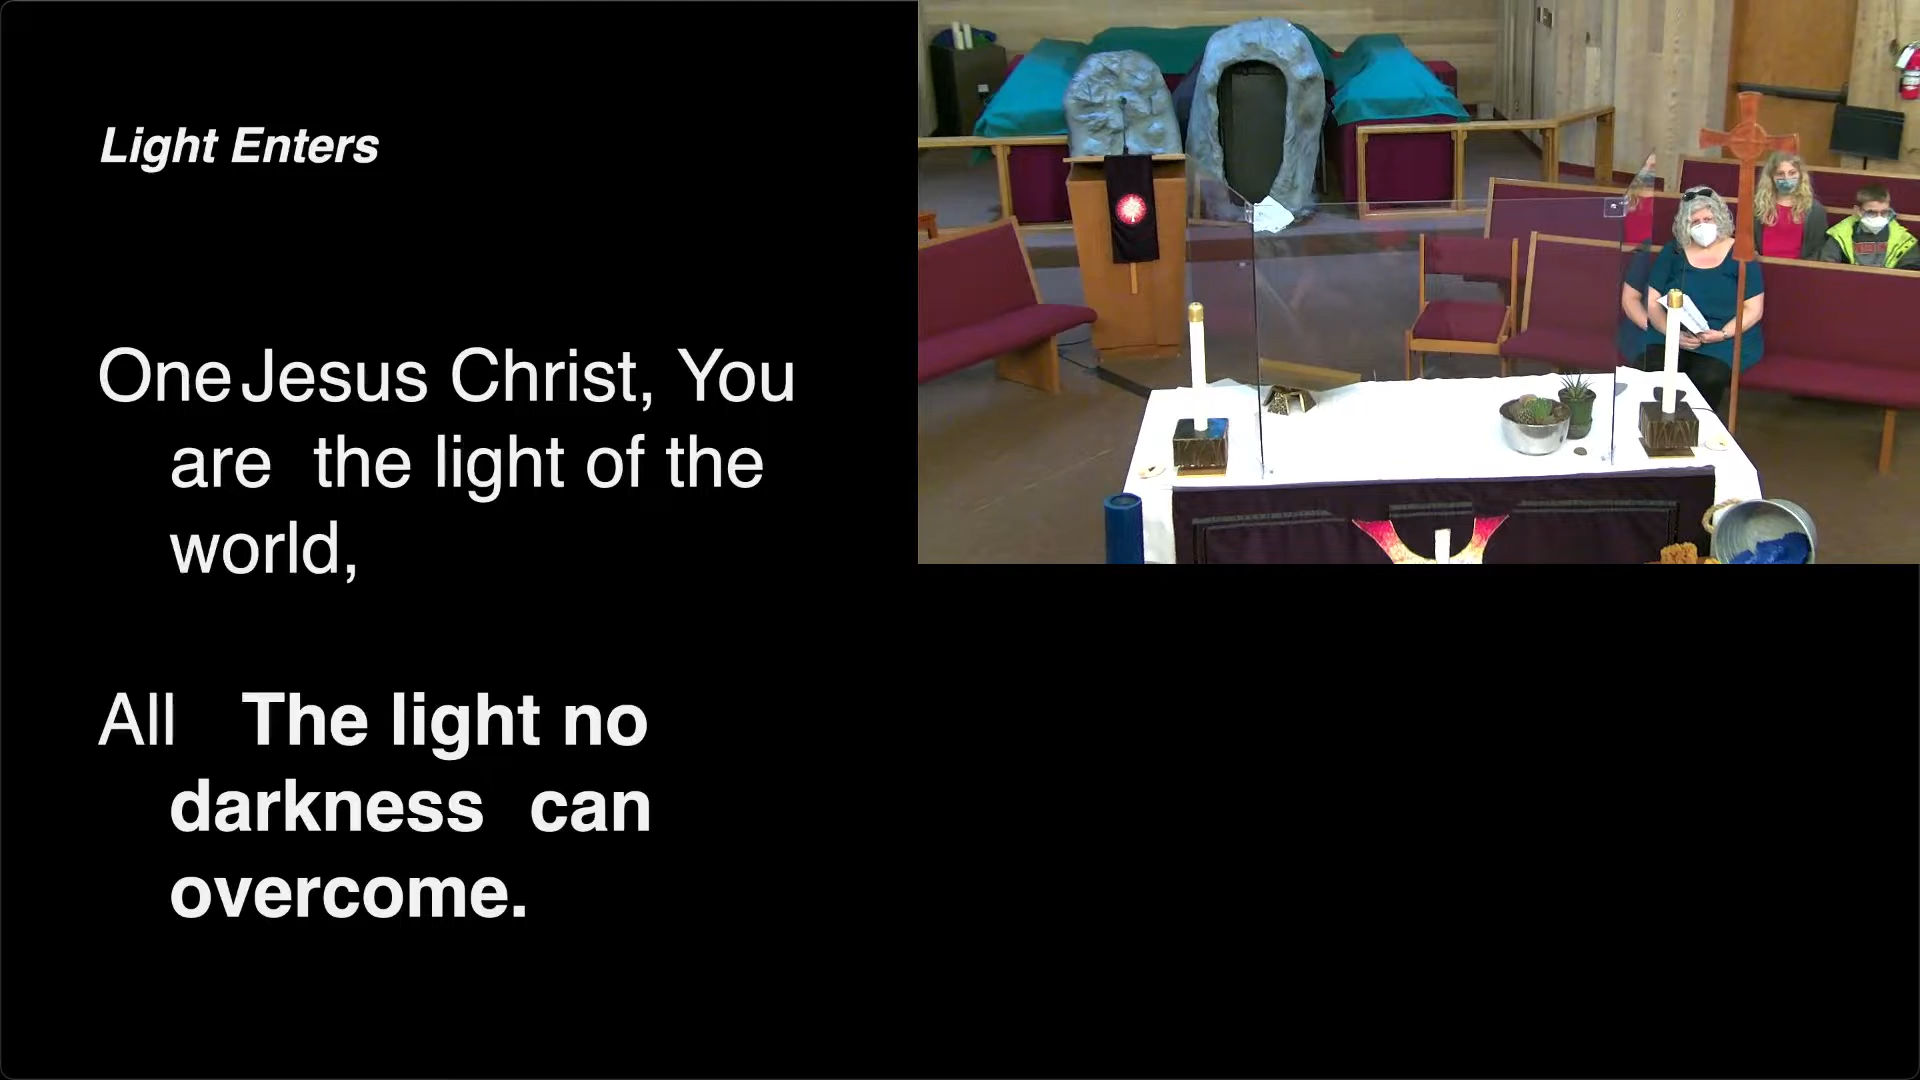 Light Enters
One Jesus Christ, You
are the light of the
world,
All The light no
darkness can
overcome.